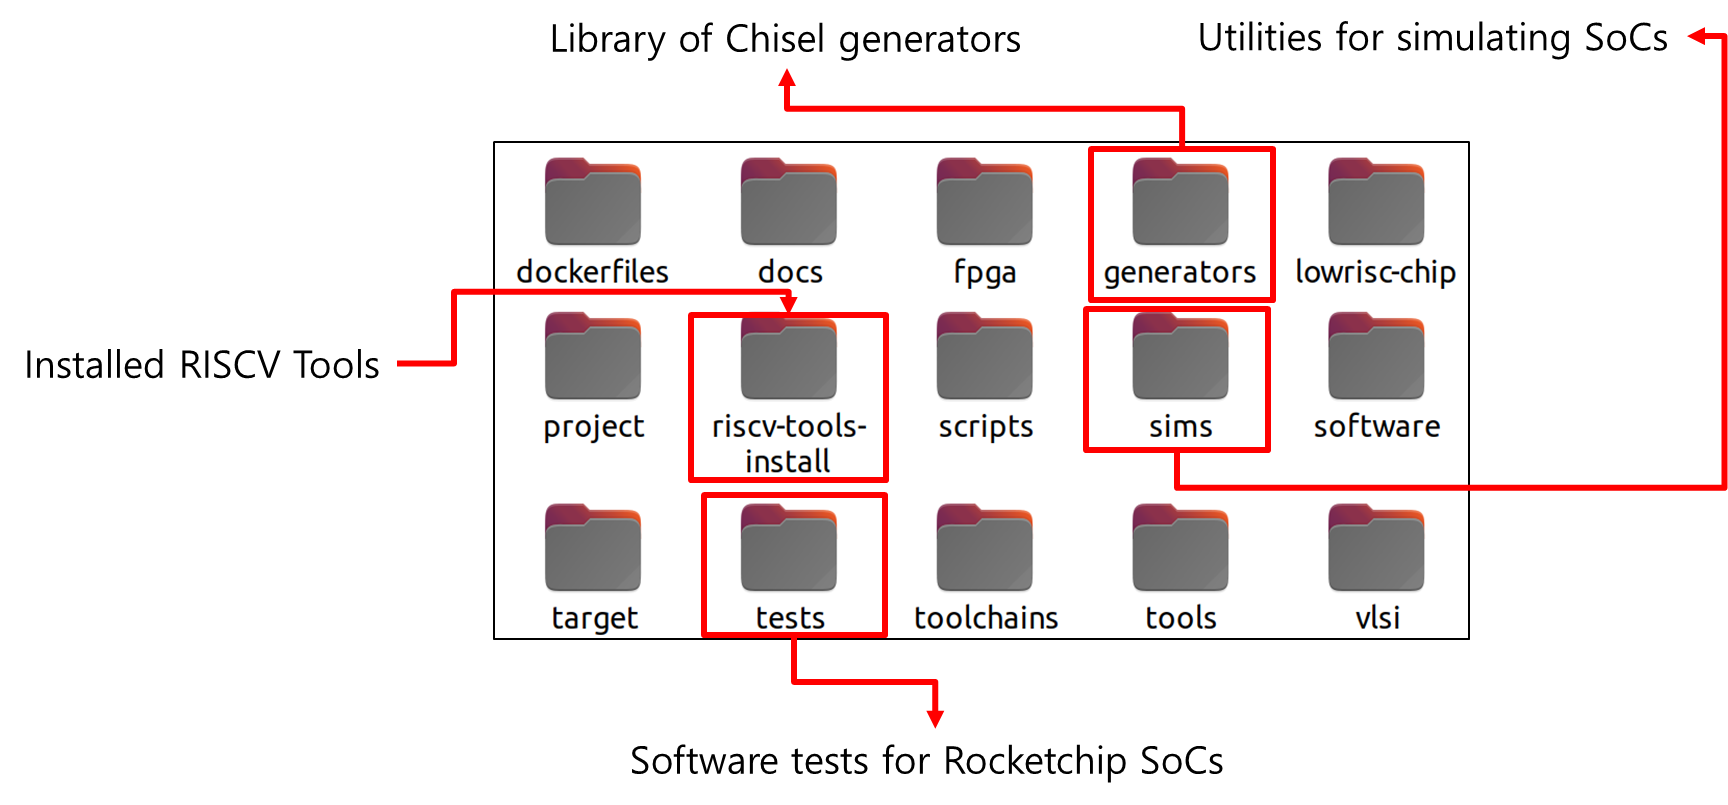 Library of Chisel generators
Utilities for simulating SoCs
dockerfiles
docs
fpga
generators
lowrisc-chip
Installed RISCV Tools
project
riscv-tools-
install
scripts
sims
software
target
tests
toolchains
tools
vlsi
Software tests for Rocketchip SoCs